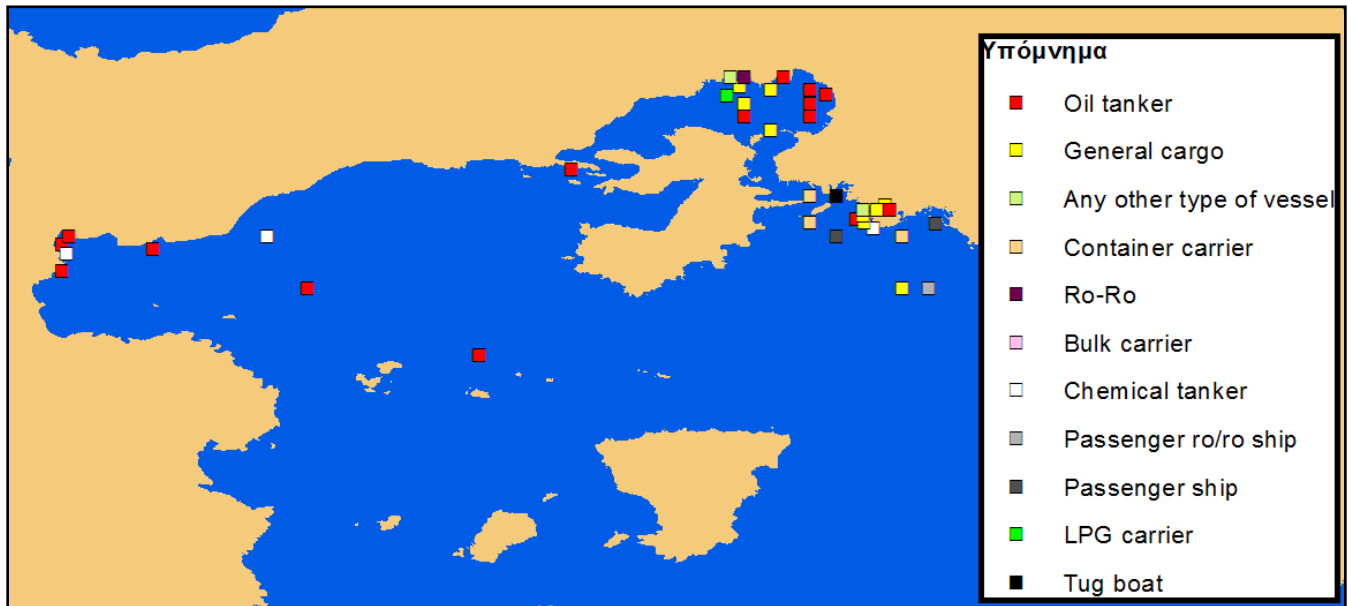 Υπόμνημα
Oil tanker
General cargo
Any other type of vessel
Container carrier
Ro-Ro
Bulk carrier
Chemical tanker
Passenger ro/ro ship
Passenger ship
LPG carrier
Tug boat